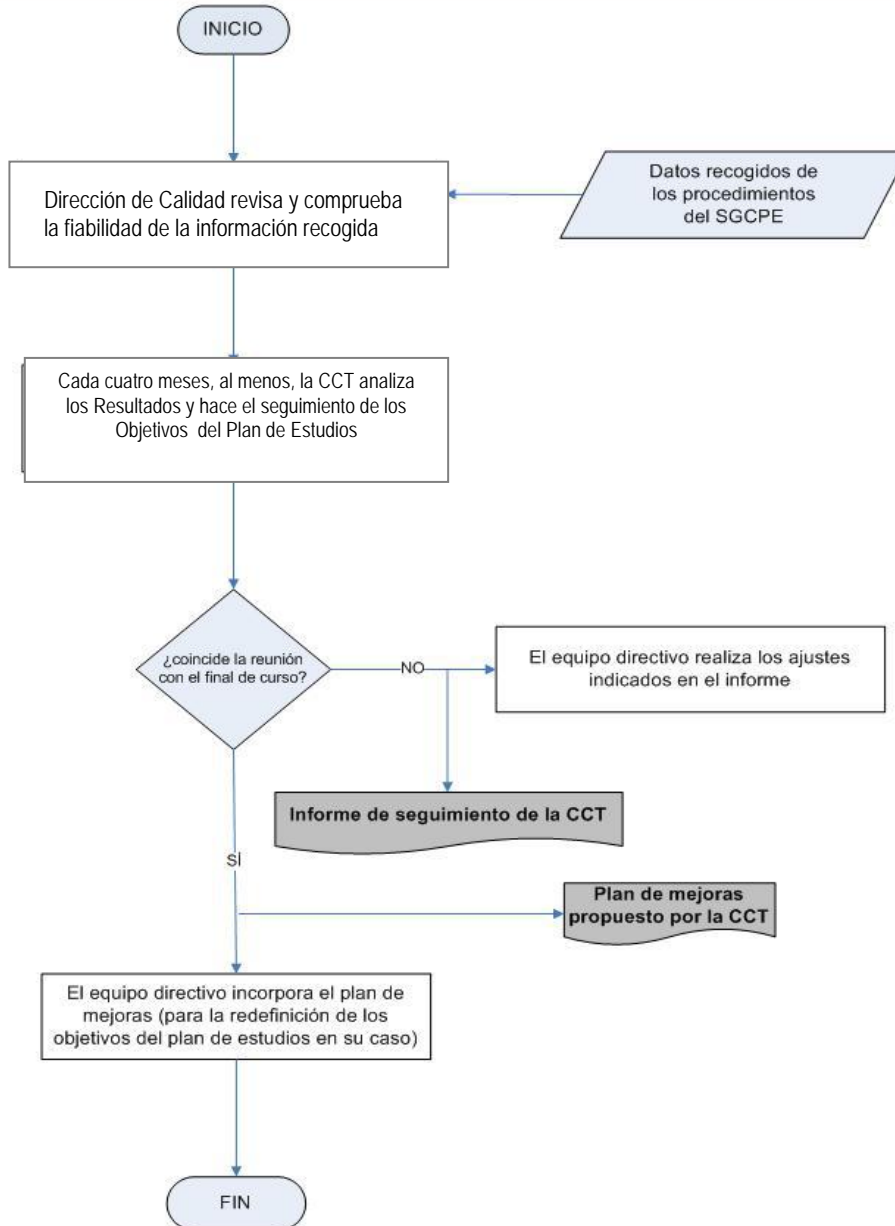 INICIO
Datos recogidos de
los procedimientos
del SGCPE
Dirección de Calidad revisa y comprueba
la fiabilidad de la información recogida
Cada cuatro meses, al menos, la CCT analiza
los Resultados y hace el seguimiento de los
Objetivos del Plan de Estudios
¿coincide la reunión
con el final de curso?
NO
El equipo directivo realiza los ajustes
indicados en el informe
Informe de seguimiento de la CCT
SÍ
Plan de mejoras
propuesto por la CCT
El equipo directivo incorpora el plan de
mejoras (para la redefinición de los
objetivos del plan de estudios en su caso)
FIN